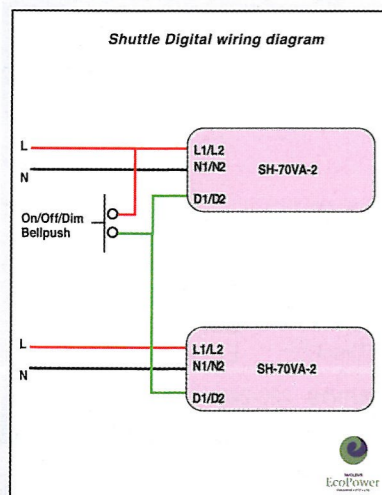 Shuttle Digital wiring diagram
L
L1/L2
N
N1/N2
SH-70VA-2
D1/D2
On/Off/Dim
Bellpush
L
L1/L2
N
N1/N2
SH-70VA-2
D1/D2
EcoPower